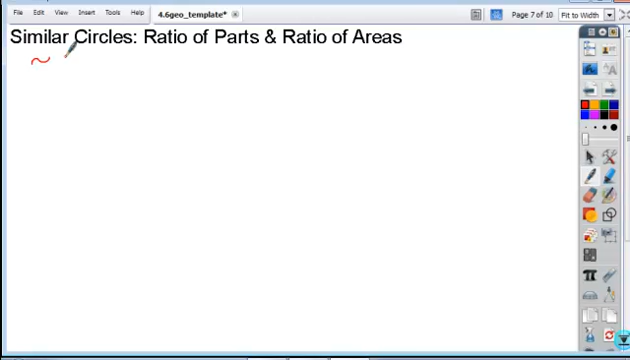 File Edit View Insert Tools Help 4.6geo_template* Page 7 of 10 Fit to Width
Similar Circles: Ratio of Parts & Ratio of Areas
~